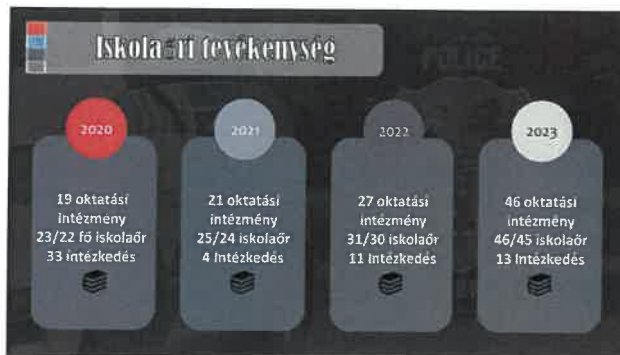 Iskolaőri tevékenység
2020
19 oktatási
intézmény
23/22 fő iskolaőr
33 intézkedés
2021
21 oktatási
intézmény
25/24 iskolaőr
4 intézkedés
2022
27 oktatási
intézmény
31/30 iskolaőr
11 intézkedés
2023
46 oktatási
intézmény
46/45 iskolaőr
13 intézkedés